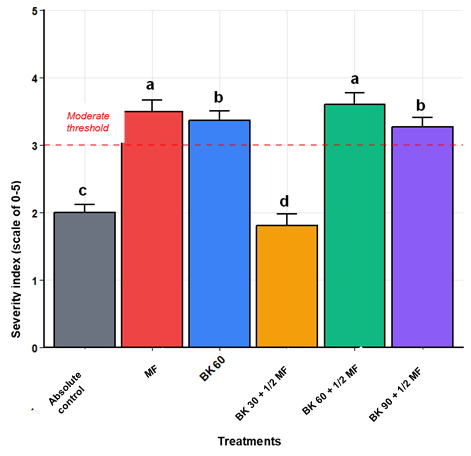 5
4
3
2
1
0
Severity index (scale of 0-5)
Moderate
threshold
c
a
b
d
a
b
Absolute
control
MF
BK 60
BK 30 + 1/2 MF
BK 60 + 1/2 MF
BK 90 + 1/2 MF
Treatments